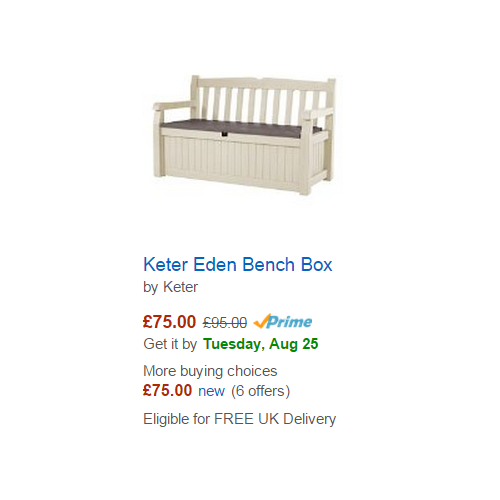 Keter Eden Bench Box
by Keter
£75.00 £95.00 Prime
Get it by Tuesday, Aug 25
More buying choices
£75.00 new (6 offers)
Eligible for FREE UK Delivery